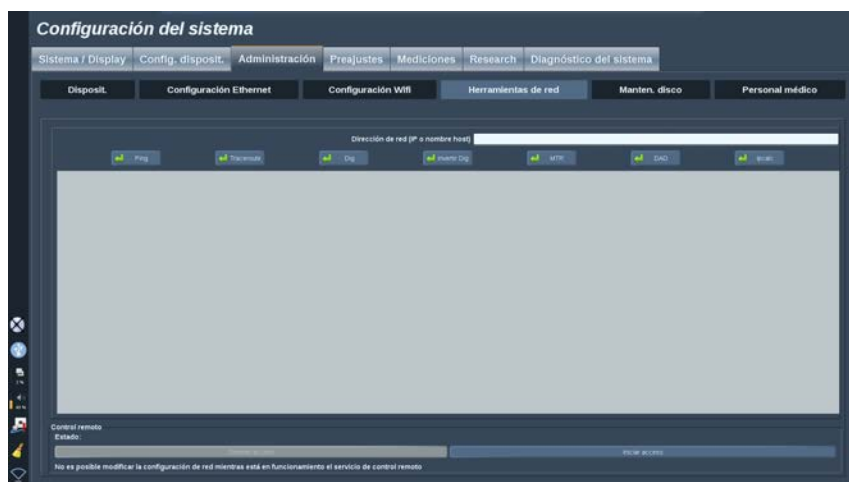 Configuración del sistema
Sistema / Display Config. disposit. Administración Preajustes Mediciones Research Diagnóstico del sistema
Disposit. Configuración Ethernet Configuración Wifi Herramientas de red Manten. disco Personal médico
Dirección de red (IP o nombre host)
Ping Traceroute Dig Invertir Dig MTR DAD
Control remoto
Estado:
Iniciar acceso
No es posible modificar la configuración de red mientras está en funcionamiento el servicio de control remoto